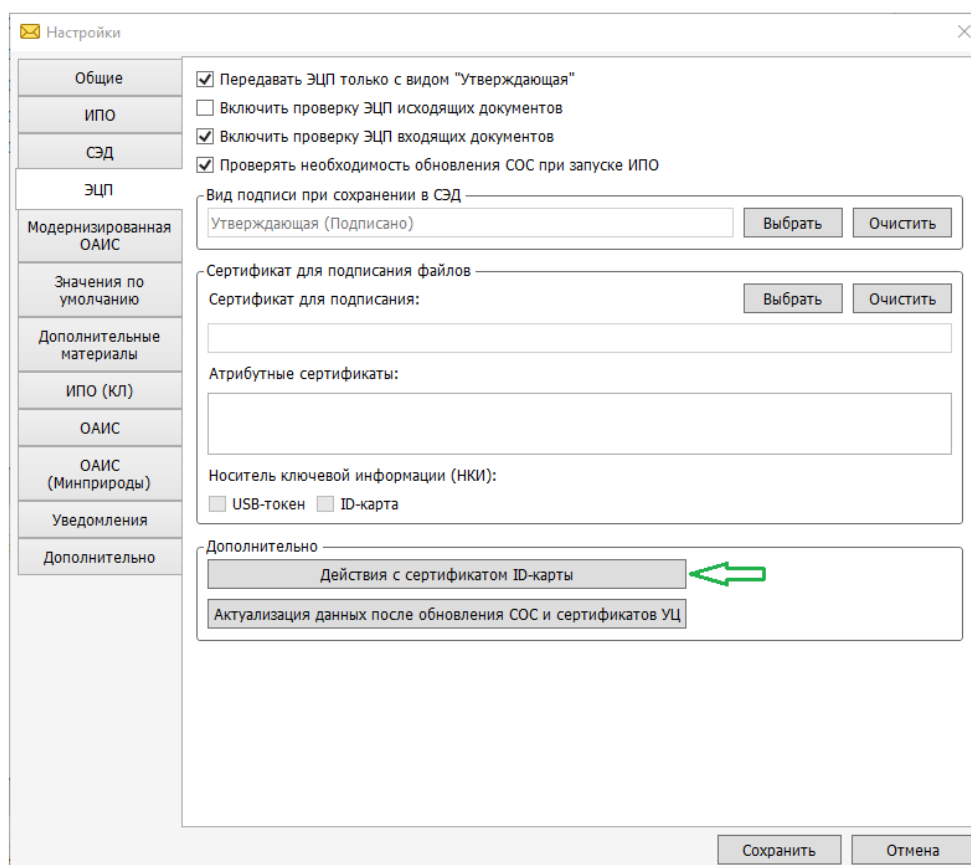 Настройки
Общие
ИПО
СЭД
ЭЦП
Модернизированная
ОАИС
Значения по
умолчанию
Дополнительные
материалы
ИПО (КЛ)
ОАИС
ОАИС
(Минприроды)
Уведомления
Дополнительно
Передавать ЭЦП только с видом "Утверждающая"
Включить проверку ЭЦП исходящих документов
Включить проверку ЭЦП входящих документов
Проверять необходимость обновления СОС при запуске ИПО
Вид подписи при сохранении в СЭД
Утверждающая (Подписано) Выбрать Очистить
Сертификат для подписания файлов
Сертификат для подписания: Выбрать Очистить
Атрибутные сертификаты:
Носитель ключевой информации (НКИ):
USB-токен ID-карта
Дополнительно
Действия с сертификатом ID-карты
Актуализация данных после обновления СОС и сертификатов УЦ
Сохранить Отмена